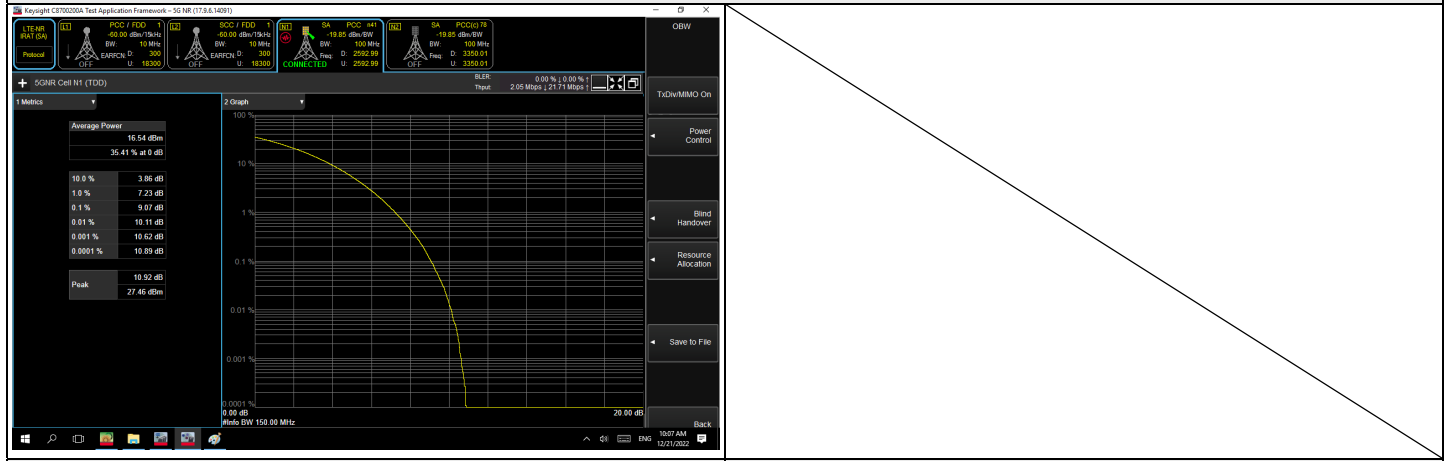 Keysight C8700200A Test Application Framework - 5G NR (17.9.6.14091)
LTE-NR
IRAT (SA)
Protocol
L1 PCC / FDD 1
-60.00 dBm/15kHz
BW: 10 MHz
EARFCN: D: 300
OFF U: 18300
L2 SCC / FDD 1
-60.00 dBm/15kHz
BW: 10 MHz
EARFCN: D: 300
OFF U: 18300
N1 SA PCC n41
-19.85 dBm/BW
BW: 100 MHz
Freq: D: 2592.99
CONNECTED U: 2592.99
N2 SA PCC(c) 78
-19.85 dBm/BW
BW: 100 MHz
Freq: D: 3350.01
OFF U: 3350.01
OBW
+ 5GNR Cell N1 (TDD)
BLER: 0.00 % ↓ 0.00 % ↑
Thput: 2.05 Mbps ↓ 21.71 Mbps ↑
1 Metrics
Average Power
16.54 dBm
35.41 % at 0 dB
10.0 % 3.86 dB
1.0 % 7.23 dB
0.1 % 9.07 dB
0.01 % 10.11 dB
0.001 % 10.62 dB
0.0001 % 10.89 dB
Peak
10.92 dB
27.46 dBm
2 Graph
100 %
10 %
1 %
0.1 %
0.01 %
0.001 %
0.0001 %
0.00 dB 20.00 dB
#Info BW 150.00 MHz
TxDiv/MIMO On
Power
Control
Blind
Handover
Resource
Allocation
Save to File
Back
ENG
10:07 AM
12/21/2022